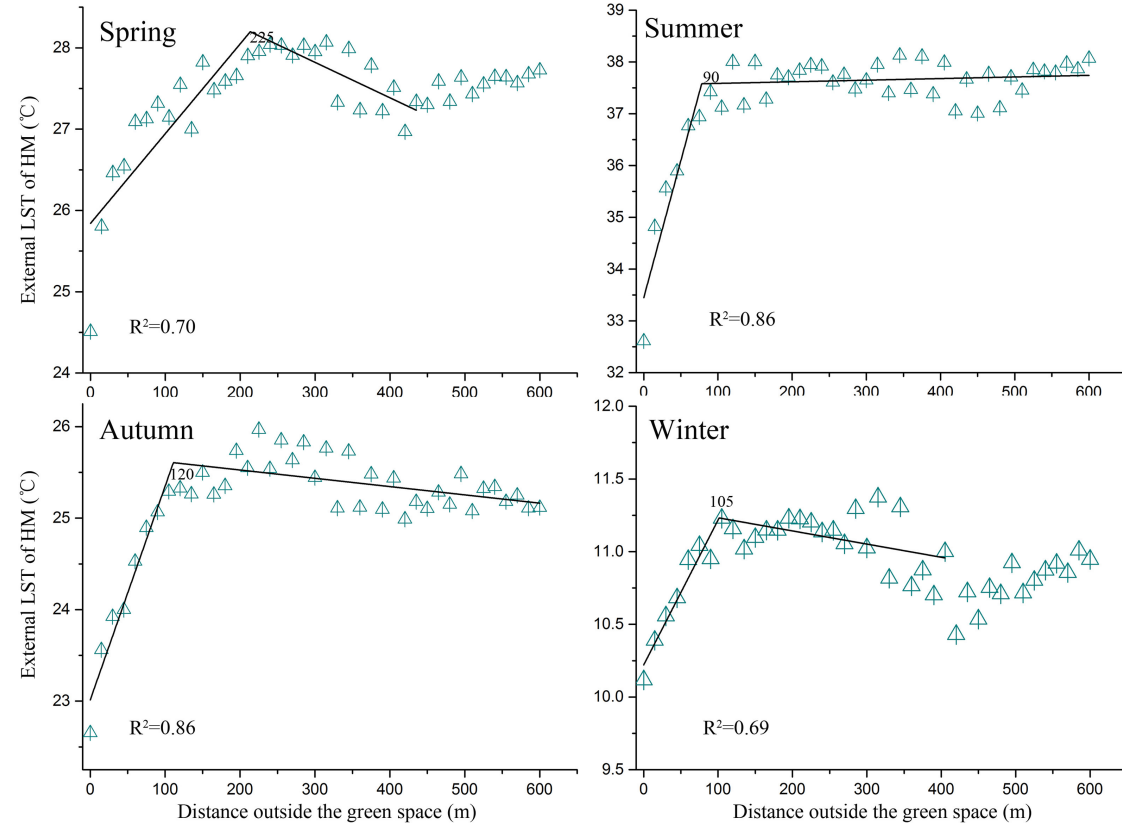 Spring
225
28
27
26
25
24
External LST of HM (℃)
R²=0.70
0 100 200 300 400 500 600
Summer
90
39
38
37
36
35
34
33
32
R²=0.86
0 100 200 300 400 500 600
Autumn
120
26
25
24
23
External LST of HM (℃)
R²=0.86
0 100 200 300 400 500 600
Distance outside the green space (m)
Winter
105
12.0
11.5
11.0
10.5
10.0
9.5
R²=0.69
0 100 200 300 400 500 600
Distance outside the green space (m)